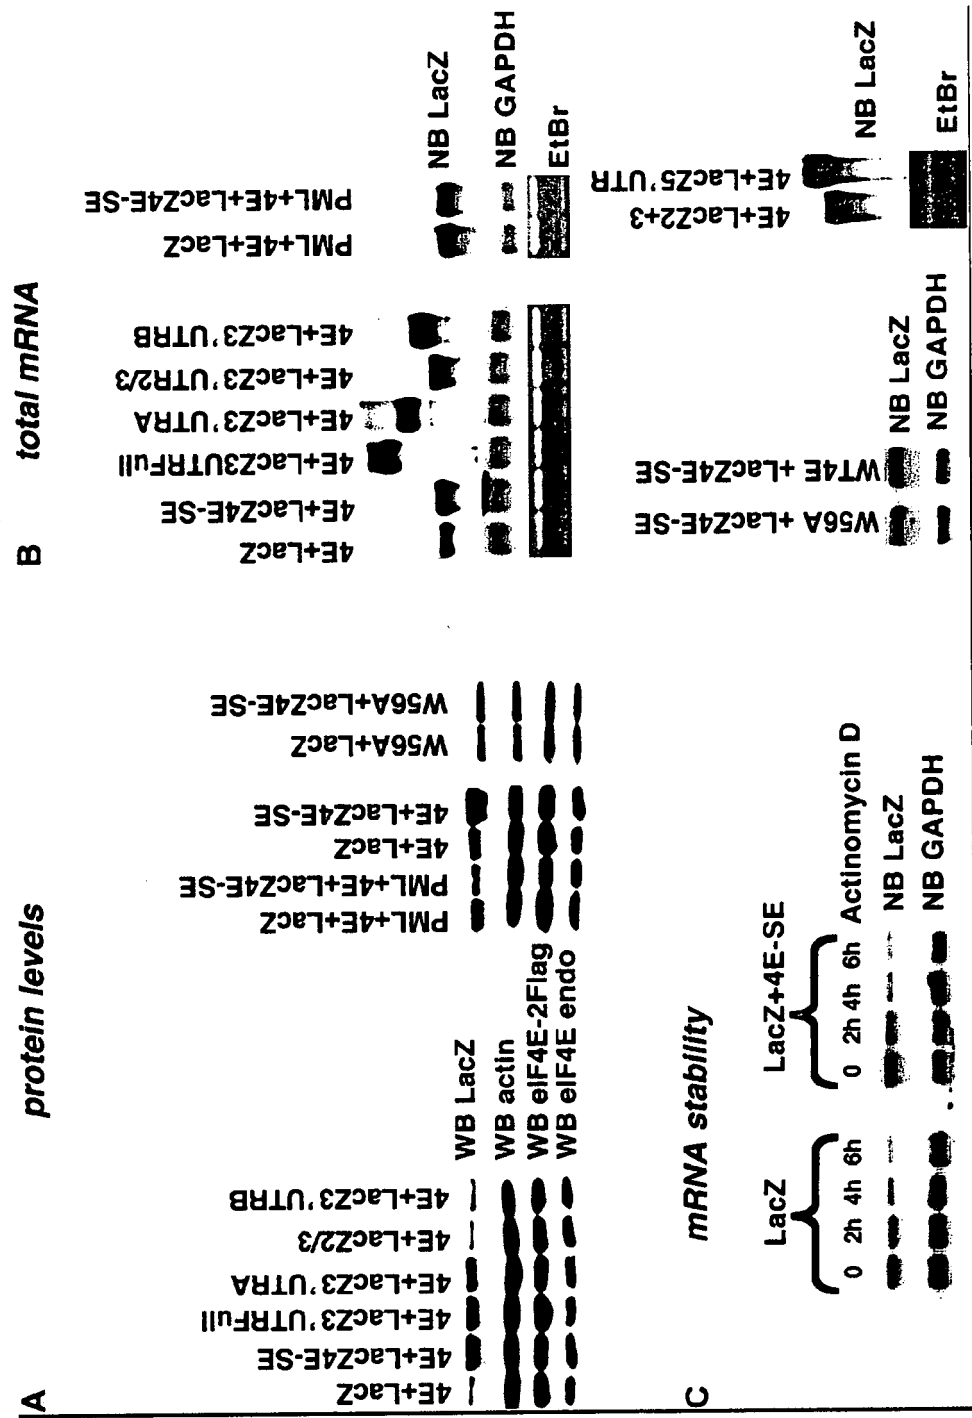 A
protein levels
4E+LacZ
4E+LacZ4E-SE
4E+LacZ3'UTRFull
4E+LacZ3'UTRA
4E+LacZ2/3
4E+LacZ3'UTRB
WB LacZ
WB actin
WB eIF4E-2Flag
WB eIF4E endo
PML+4E+LacZ
PML+4E+LacZ4E-SE
4E+LacZ
4E+LacZ4E-SE
W56A+LacZ
W56A+LacZ4E-SE
B
total mRNA
4E+LacZ
4E+LacZ4E-SE
4E+LacZ3UTRFull
4E+LacZ3'UTRA
4E+LacZ3'UTR2/3
4E+LacZ3'UTRB
PML+4E+LacZ
PML+4E+LacZ4E-SE
NB LacZ
NB GAPDH
EtBr
W56A +LacZ4E-SE
WT4E +LacZ4E-SE
NB LacZ
NB GAPDH
4E+LacZ2+3
4E+LacZ5'UTR
NB LacZ
EtBr
C
mRNA stability
LacZ
LacZ+4E-SE
0 2h 4h 6h
0 2h 4h 6h Actinomycin D
NB LacZ
NB GAPDH